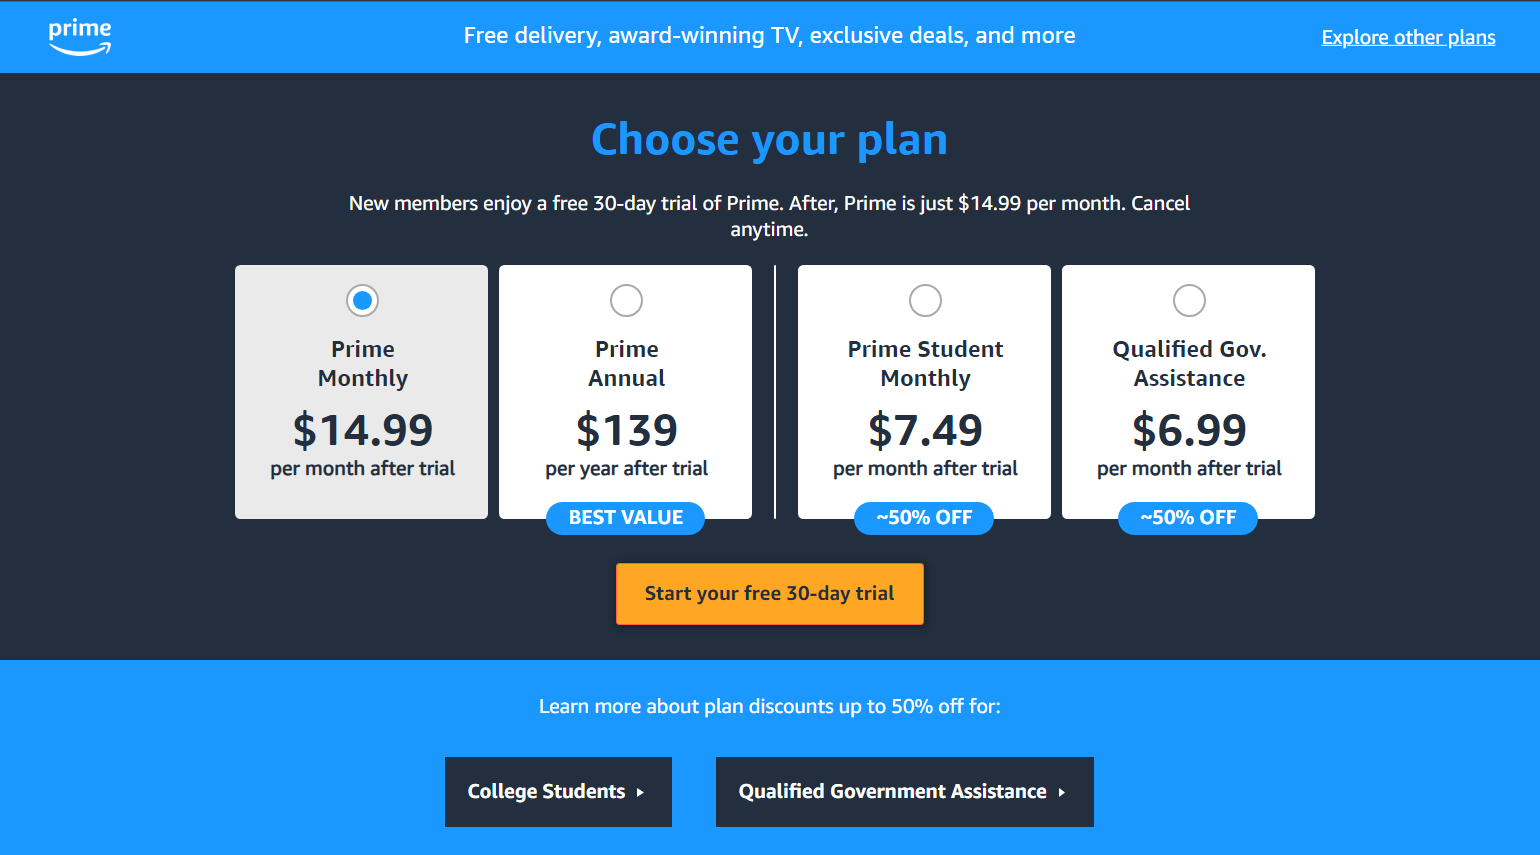 prime
Free delivery, award-winning TV, exclusive deals, and more
Explore other plans
Choose your plan
New members enjoy a free 30-day trial of Prime. After, Prime is just $14.99 per month. Cancel
anytime.
Prime
Monthly
$14.99
per month after trial
Prime
Annual
$139
per year after trial
BEST VALUE
Prime Student
Monthly
$7.49
per month after trial
~50% OFF
Qualified Gov.
Assistance
$6.99
per month after trial
~50% OFF
Start your free 30-day trial
Learn more about plan discounts up to 50% off for:
College Students
Qualified Government Assistance